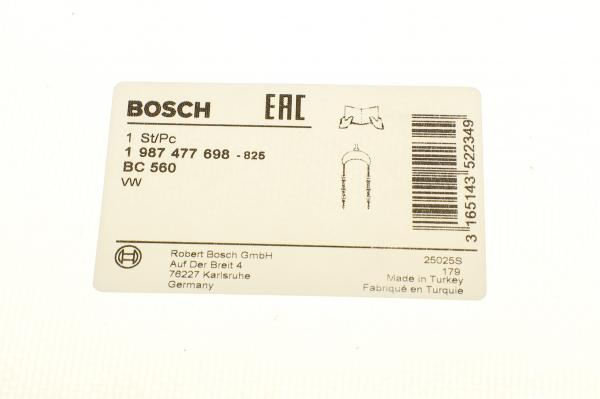 BOSCH
EAC
1 St/Pc
1 987 477 698 - 825
BC 560
VW
3 165143 522349
Robert Bosch GmbH
Auf Der Breit 4
76227 Karlsruhe
Germany
25025S
179
Made in Turkey
Fabriqué en Turquie